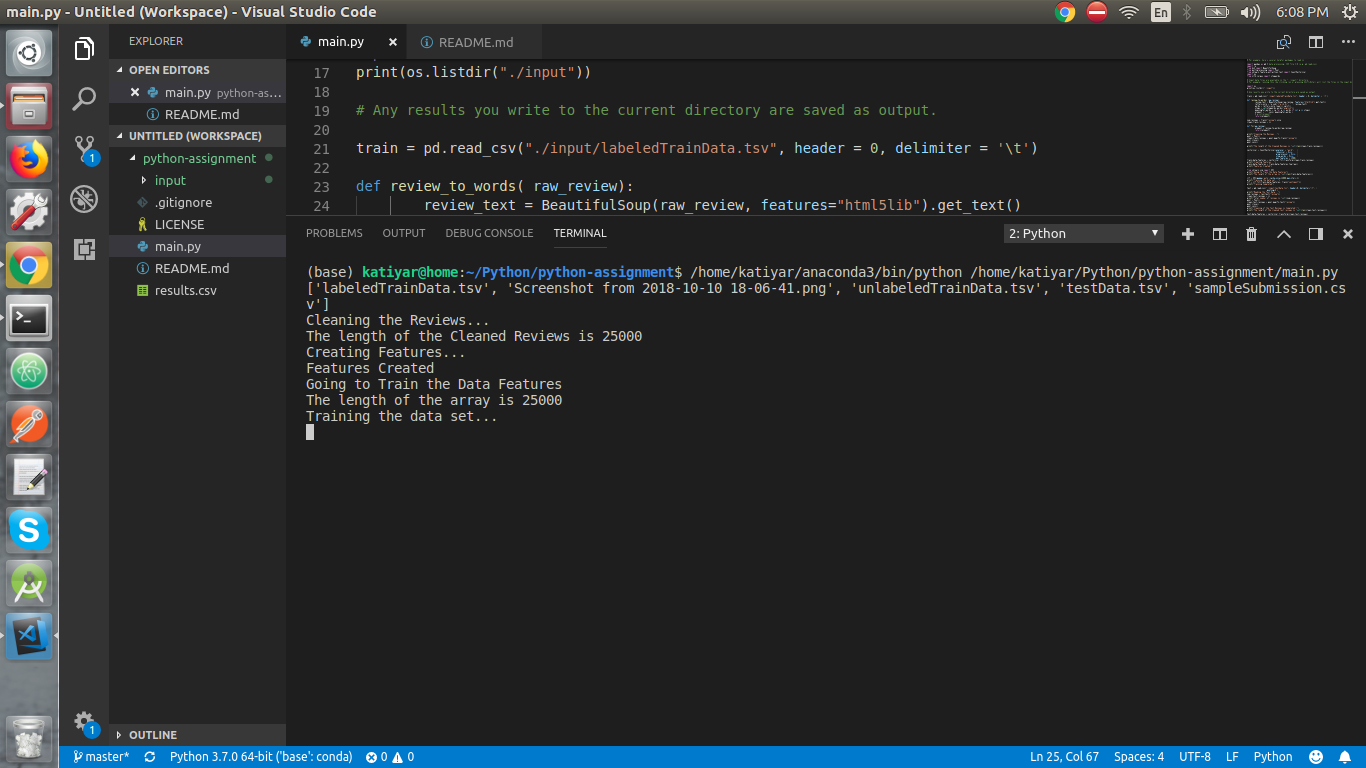 main.py - Untitled (Workspace) - Visual Studio Code
En
6:08 PM
EXPLORER
OPEN EDITORS
main.py python-as...
README.md
UNTITLED (WORKSPACE)
python-assignment
input
.gitignore
LICENSE
main.py
README.md
results.csv
OUTLINE
1
1
main.py
README.md
17 print(os.listdir("./input"))
18
19 # Any results you write to the current directory are saved as output.
20
21 train = pd.read_csv("./input/labeledTrainData.tsv", header = 0, delimiter = '\t')
22
23 def review_to_words( raw_review):
24 review_text = BeautifulSoup(raw_review, features="html5lib").get_text()
PROBLEMS OUTPUT DEBUG CONSOLE TERMINAL
2: Python
(base) katiyar@home:~/Python/python-assignment$ /home/katiyar/anaconda3/bin/python /home/katiyar/Python/python-assignment/main.py
['labeledTrainData.tsv', 'Screenshot from 2018-10-10 18-06-41.png', 'unlabeledTrainData.tsv', 'testData.tsv', 'sampleSubmission.cs
v']
Cleaning the Reviews...
The length of the Cleaned Reviews is 25000
Creating Features...
Features Created
Going to Train the Data Features
The length of the array is 25000
Training the data set...
master* Python 3.7.0 64-bit ('base': conda) 0 0 Ln 25, Col 67 Spaces: 4 UTF-8 LF Python